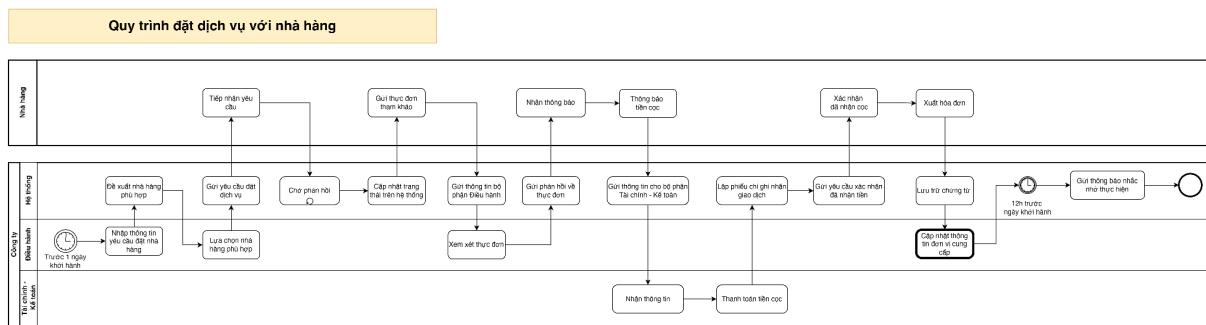 Quy trình đặt dịch vụ với nhà hàng
Nhà hàng
Tiếp nhận yêu
cầu
Gửi thực đơn
tham khảo
Nhận thông báo
Thông báo
tiền cọc
Xác nhận
đã nhận cọc
Xuất hóa đơn
Công ty
Hệ thống
Đề xuất nhà hàng
phù hợp
Gửi yêu cầu đặt
dịch vụ
Chờ phản hồi
Cập nhật trạng
thái trên hệ thống
Gửi thông tin bộ
phận Điều hành
Gửi phản hồi về
thực đơn
Gửi thông tin cho bộ phận
Tài chính - Kế toán
Lập phiếu chi ghi nhận
giao dịch
Gửi yêu cầu xác nhận
đã nhận tiền
Lưu trữ chứng từ
12h trước
ngày khởi hành
Gửi thông báo nhắc
nhở thực hiện
Điều hành
Trước 1 ngày
khởi hành
Nhập thông tin
yêu cầu đặt nhà
hàng
Lựa chọn nhà
hàng phù hợp
Xem xét thực đơn
Cập nhật thông
tin đơn vị cung
cấp
Tài chính -
Kế toán
Nhận thông tin
Thanh toán tiền cọc